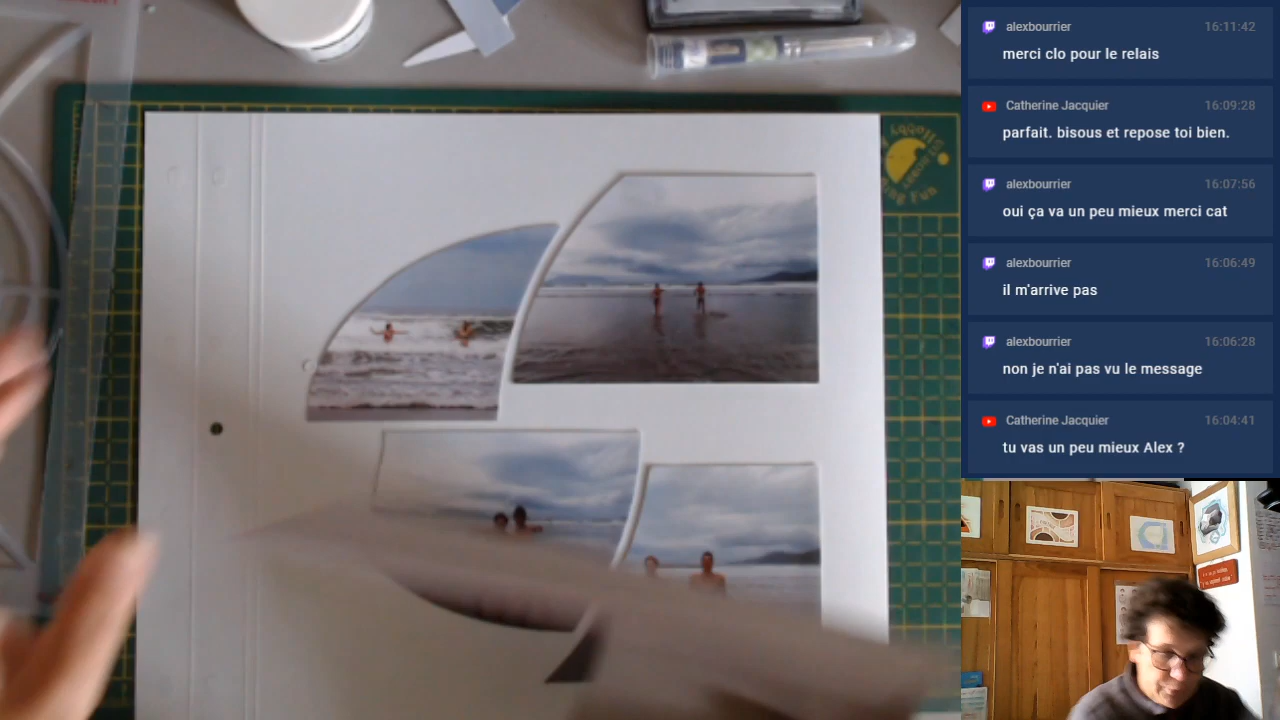 alexbourrier 16:11:42
merci clo pour le relais
Catherine Jacquier 16:09:28
parfait. bisous et repose toi bien.
alexbourrier 16:07:56
oui ça va un peu mieux merci cat
alexbourrier 16:06:49
il m'arrive pas
alexbourrier 16:06:28
non je n'ai pas vu le message
Catherine Jacquier 16:04:41
tu vas un peu mieux Alex ?